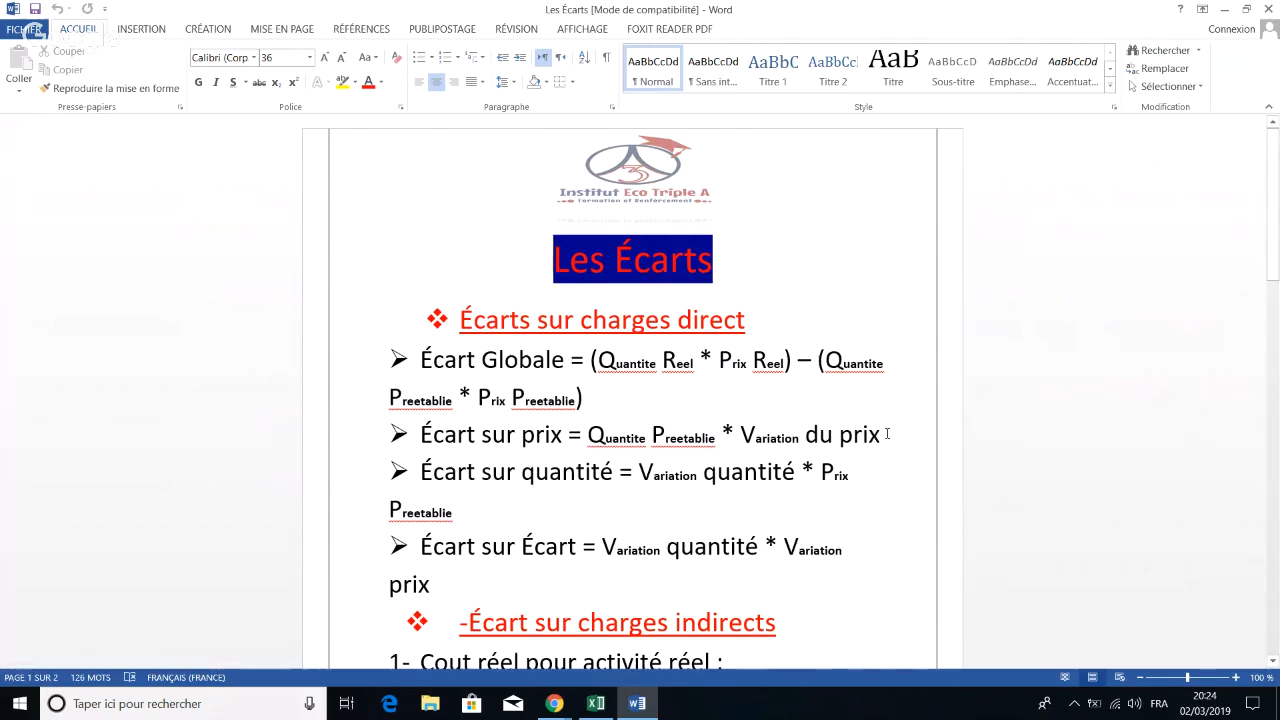 Les Écarts [Mode de compatibilité] - Word
FICHIER ACCUEIL INSERTION CRÉATION MISE EN PAGE RÉFÉRENCES PUBLIPOSTAGE RÉVISION AFFICHAGE FOXIT READER PDF Connexion
Coller
Couper
Copier
Reproduire la mise en forme
Calibri (Corp. 36
G I S abc x₂ x²
AaBbCcDd AaBbCcDd AaBbC AaBbCc AaB AaBbCcD AaBbCcDd AaBbCcDd
¶ Normal ¶ Sans int... Titre 1 Titre 2 Titre Sous-titre Emphase... Accentuat...
Rechercher
Remplacer
Sélectionner
Presse-papiers Police Paragraphe Style Modification
Institut Eco Triple A
Formation et Renforcement
Les Écarts
❖ Écarts sur charges direct
➢ Écart Globale = (Quantite Reel * Prix Reel) – (Quantite
Preetablie * Prix Preetablie)
➢ Écart sur prix = Quantite Preetablie * Variation du prix
➢ Écart sur quantité = Variation quantité * Prix
Preetablie
➢ Écart sur Écart = Variation quantité * Variation
prix
❖ -Écart sur charges indirects
1- Cout réel pour activité réel :
PAGE 1 SUR 2 126 MOTS FRANÇAIS (FRANCE) 100 %
Taper ici pour rechercher
FRA
20:24
02/03/2019